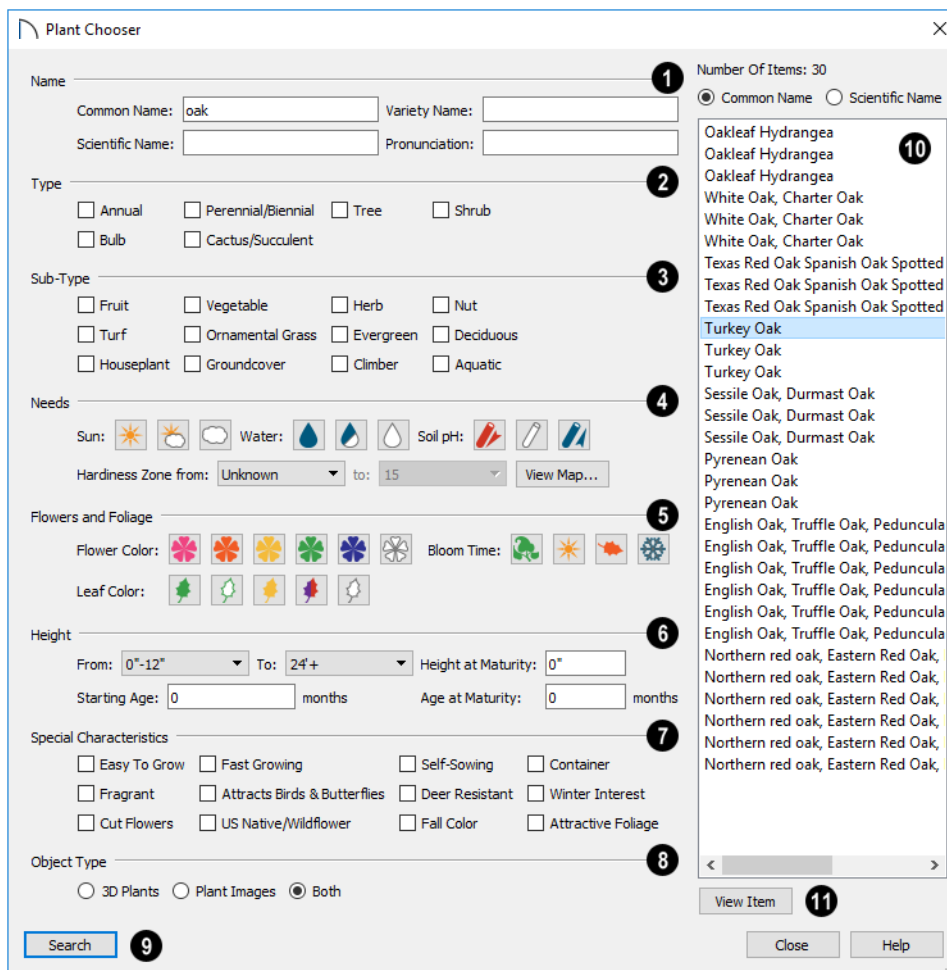 Plant Chooser
Name 1
Common Name: oak Variety Name:
Scientific Name: Pronunciation:
Type 2
Annual Perennial/Biennial Tree Shrub
Bulb Cactus/Succulent
Sub-Type 3
Fruit Vegetable Herb Nut
Turf Ornamental Grass Evergreen Deciduous
Houseplant Groundcover Climber Aquatic
Needs 4
Sun: Water: Soil pH:
Hardiness Zone from: Unknown to: 15 View Map...
Flowers and Foliage 5
Flower Color: Bloom Time:
Leaf Color:
Height 6
From: 0"-12" To: 24'+ Height at Maturity: 0"
Starting Age: 0 months Age at Maturity: 0 months
Special Characteristics 7
Easy To Grow Fast Growing Self-Sowing Container
Fragrant Attracts Birds & Butterflies Deer Resistant Winter Interest
Cut Flowers US Native/Wildflower Fall Color Attractive Foliage
Object Type 8
3D Plants Plant Images Both
Search 9
Number Of Items: 30
Common Name Scientific Name
10
Oakleaf Hydrangea
Oakleaf Hydrangea
Oakleaf Hydrangea
White Oak, Charter Oak
White Oak, Charter Oak
White Oak, Charter Oak
Texas Red Oak Spanish Oak Spotted
Texas Red Oak Spanish Oak Spotted
Texas Red Oak Spanish Oak Spotted
Turkey Oak
Turkey Oak
Turkey Oak
Sessile Oak, Durmast Oak
Sessile Oak, Durmast Oak
Sessile Oak, Durmast Oak
Pyrenean Oak
Pyrenean Oak
Pyrenean Oak
English Oak, Truffle Oak, Peduncula
English Oak, Truffle Oak, Peduncula
English Oak, Truffle Oak, Peduncula
English Oak, Truffle Oak, Peduncula
English Oak, Truffle Oak, Peduncula
English Oak, Truffle Oak, Peduncula
Northern red oak, Eastern Red Oak,
Northern red oak, Eastern Red Oak,
Northern red oak, Eastern Red Oak,
Northern red oak, Eastern Red Oak,
Northern red oak, Eastern Red Oak,
Northern red oak, Eastern Red Oak,
View Item 11
Close Help